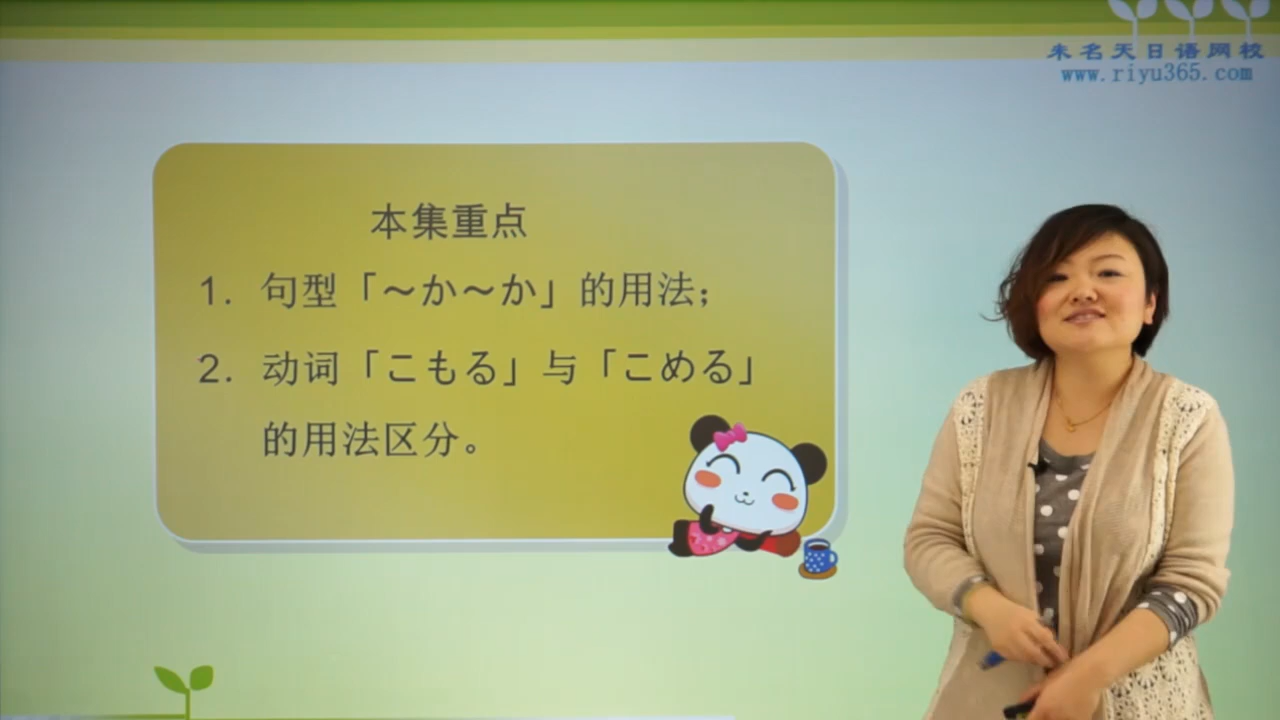 未名天日语网校
www.riyu365.com
本集重点
1. 句型「～か～か」的用法；
2. 动词「こもる」与「こめる」
的用法区分。